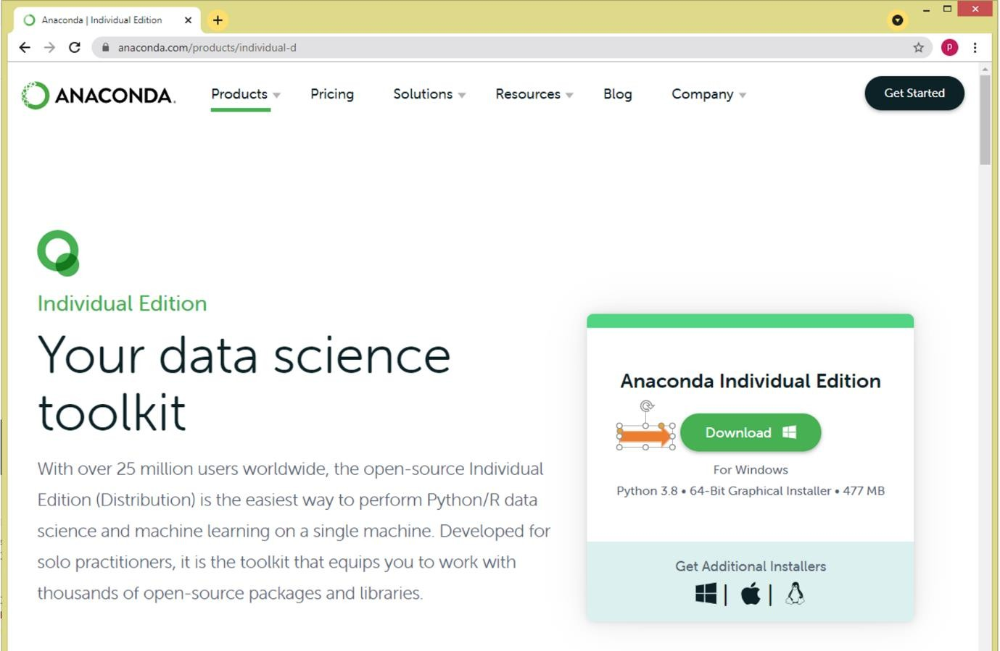 Anaconda | Individual Edition
anaconda.com/products/individual-d
P
ANACONDA.
Products
Pricing
Solutions
Resources
Blog
Company
Get Started
Individual Edition
Your data science
toolkit
With over 25 million users worldwide, the open-source Individual
Edition (Distribution) is the easiest way to perform Python/R data
science and machine learning on a single machine. Developed for
solo practitioners, it is the toolkit that equips you to work with
thousands of open-source packages and libraries.
Anaconda Individual Edition
Download
For Windows
Python 3.8 • 64-Bit Graphical Installer • 477 MB
Get Additional Installers
| |